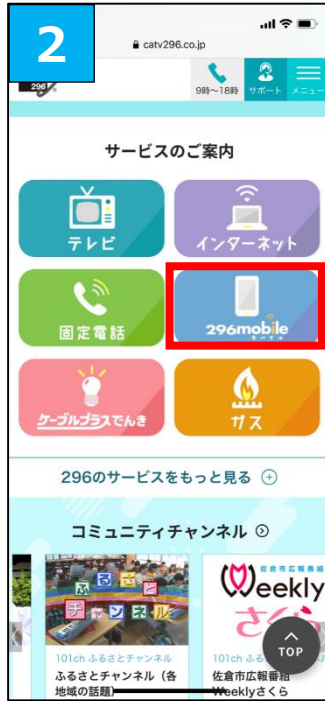 2
catv296.co.jp
296
9時〜18時
サポート
メニュー
サービスのご案内
テレビ
インターネット
固定電話
296mobile
モバイル
ケーブルプラスでんき
ガス
296のサービスをもっと見る
コミュニティチャンネル
ふるさと
チャンネル
佐倉市広報番組
Weekly
さくら
TOP
101ch ふるさとチャンネル
ふるさとチャンネル（各
地域の話題）
101ch ふる
佐倉市広報番組
Weeklyさくら